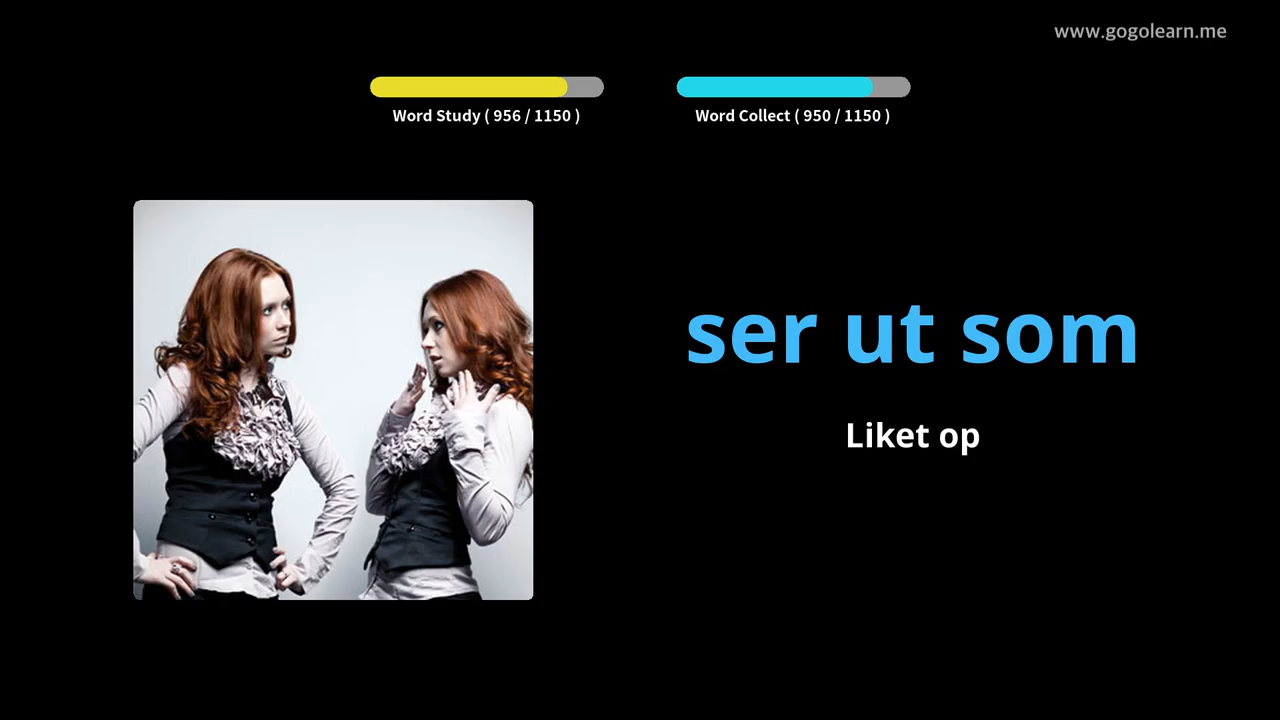 www.gogolearn.me
Word Study ( 956 / 1150 )
Word Collect ( 950 / 1150 )
ser ut som
Liket op